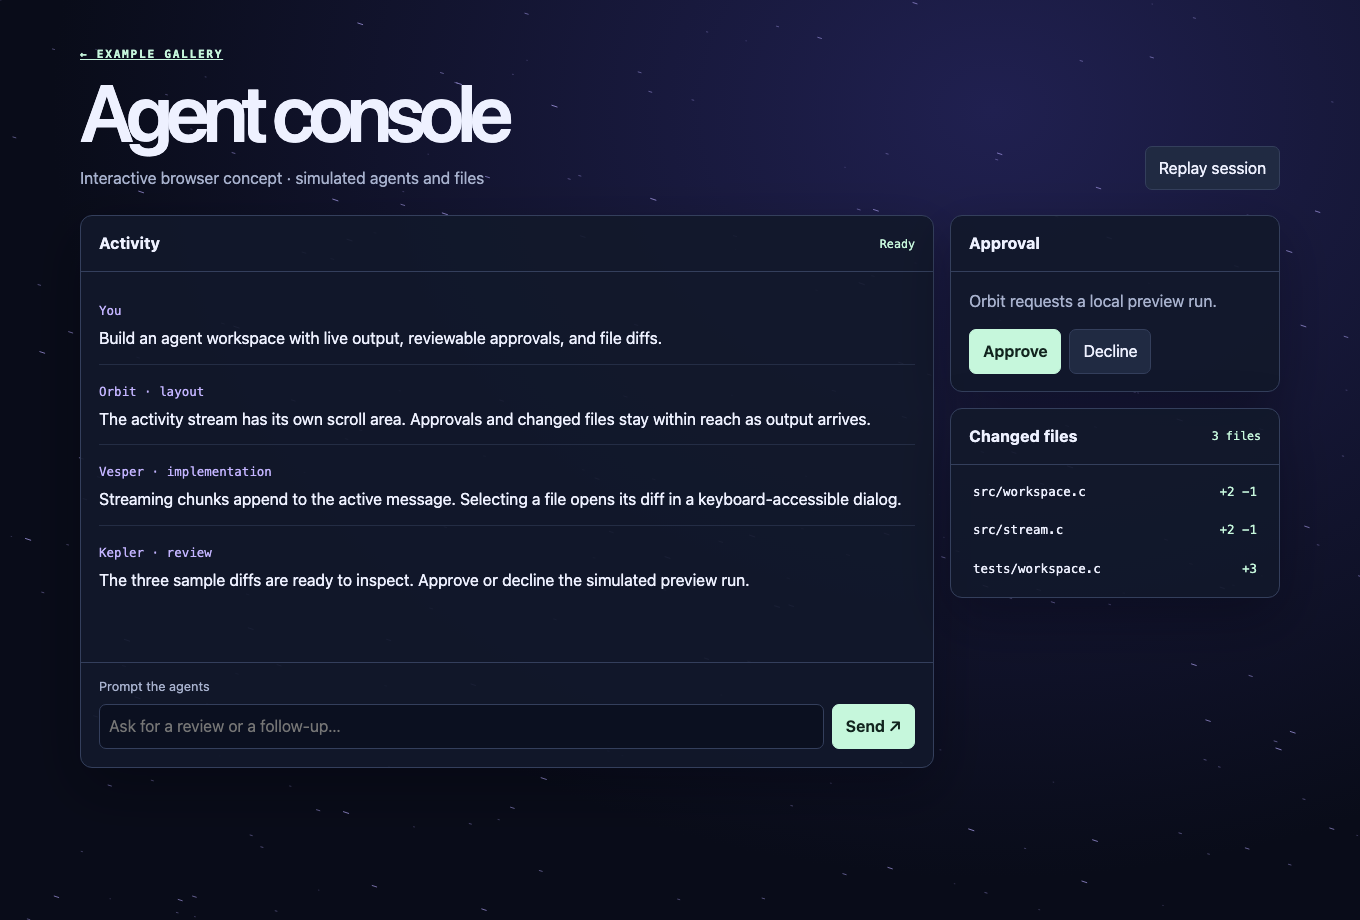 ← EXAMPLE GALLERY
Agent console
Interactive browser concept · simulated agents and files
Replay session
Activity
Ready
You
Build an agent workspace with live output, reviewable approvals, and file diffs.
Orbit · layout
The activity stream has its own scroll area. Approvals and changed files stay within reach as output arrives.
Vesper · implementation
Streaming chunks append to the active message. Selecting a file opens its diff in a keyboard-accessible dialog.
Kepler · review
The three sample diffs are ready to inspect. Approve or decline the simulated preview run.
Prompt the agents
Ask for a review or a follow-up...
Send ↗
Approval
Orbit requests a local preview run.
Approve
Decline
Changed files
3 files
src/workspace.c
+2 −1
src/stream.c
+2 −1
tests/workspace.c
+3